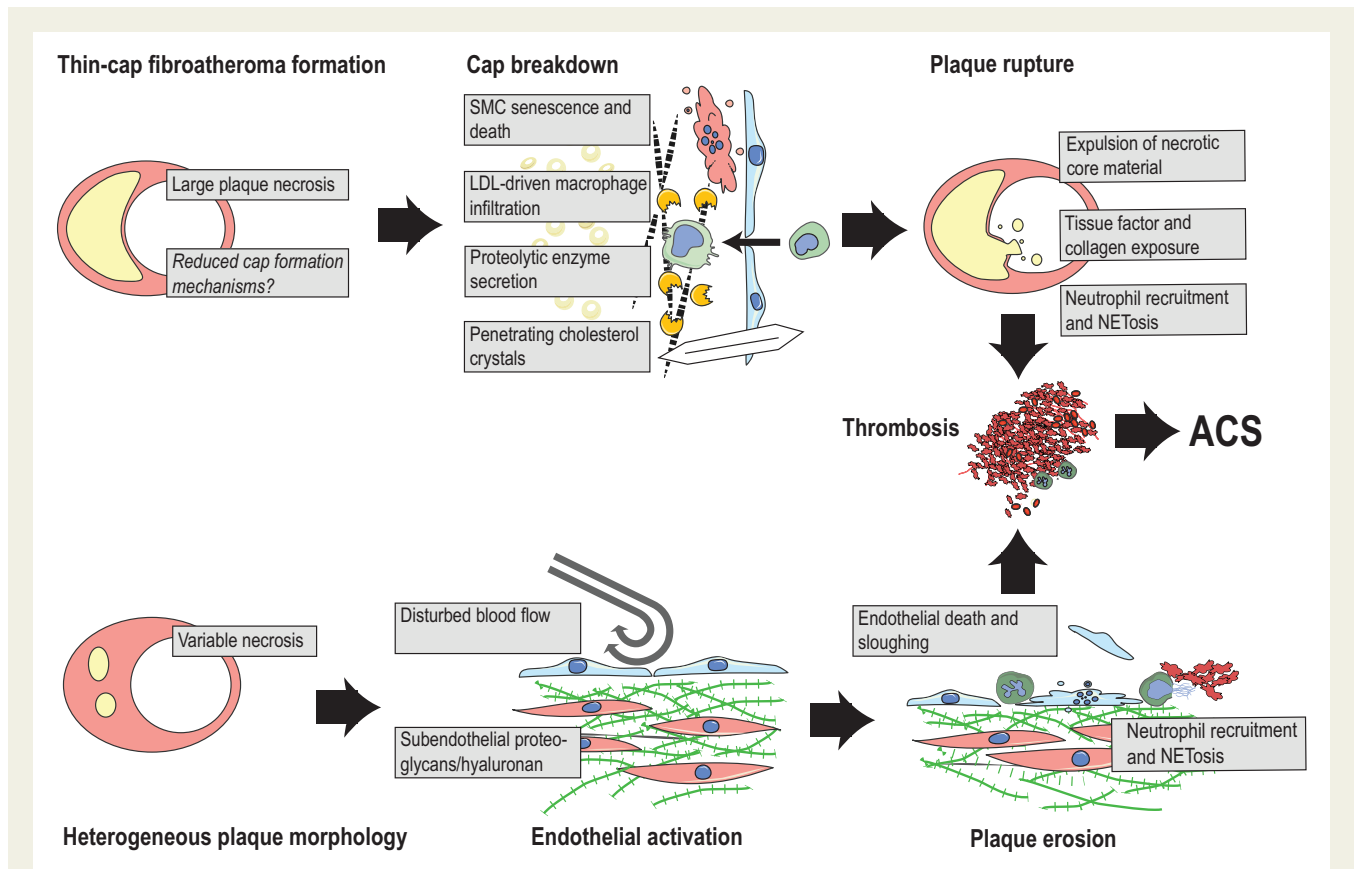 Thin-cap fibroatheroma formation
Large plaque necrosis
Reduced cap formation
mechanisms?
Cap breakdown
SMC senescence and
death
LDL-driven macrophage
infiltration
Proteolytic enzyme
secretion
Penetrating cholesterol
crystals
Plaque rupture
Expulsion of necrotic
core material
Tissue factor and
collagen exposure
Neutrophil recruitment
and NETosis
Thrombosis
ACS
Variable necrosis
Heterogeneous plaque morphology
Disturbed blood flow
Subendothelial proteo-
glycans/hyaluronan
Endothelial activation
Endothelial death and
sloughing
Neutrophil recruitment
and NETosis
Plaque erosion